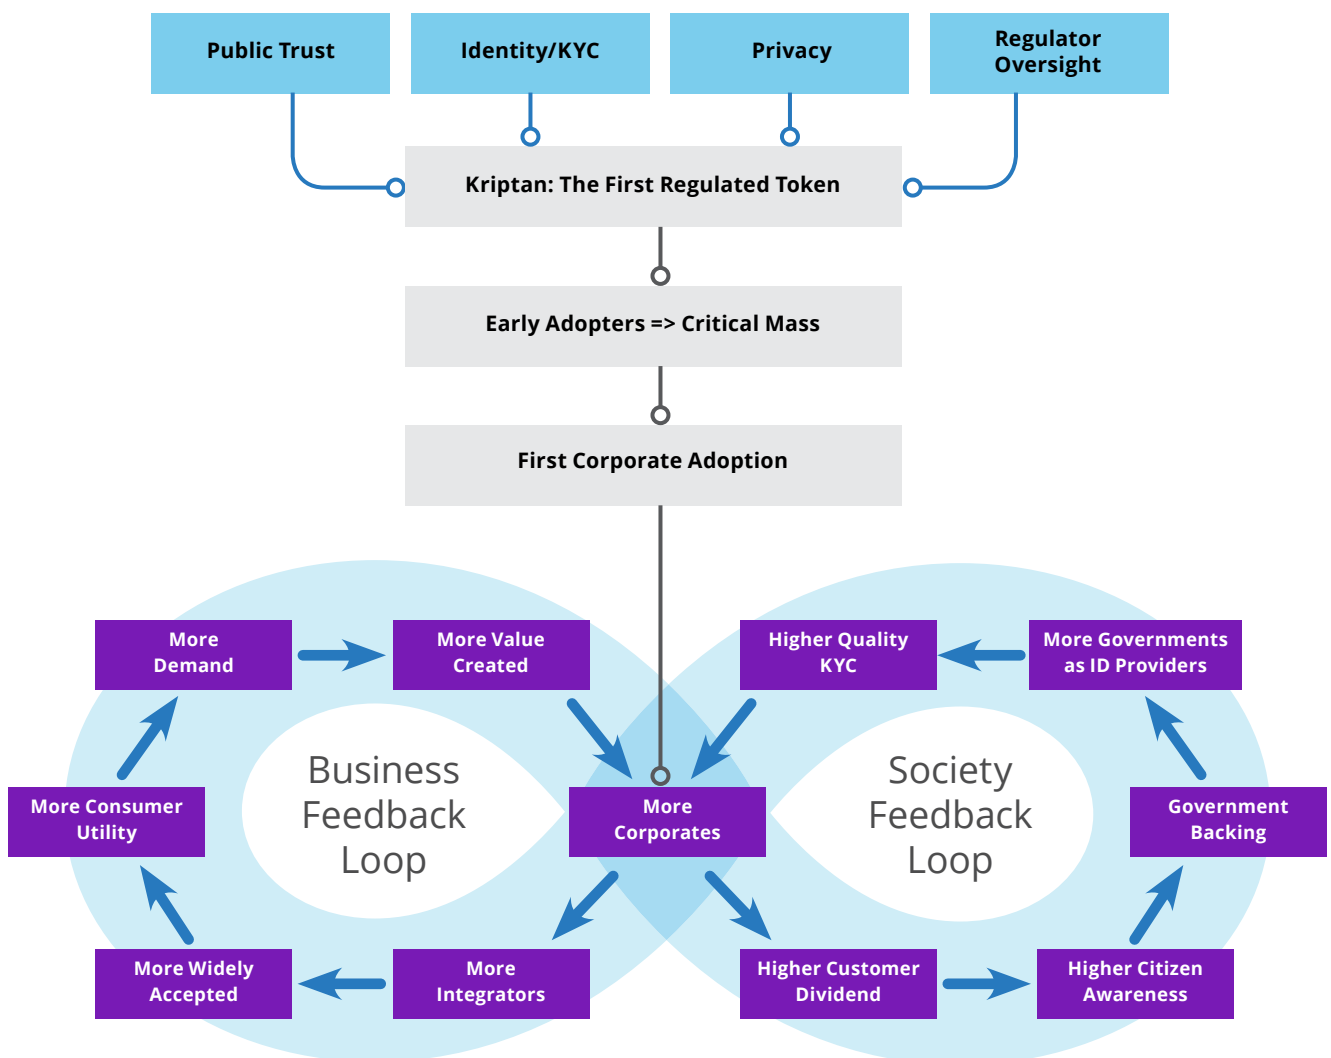 Public Trust
Identity/KYC
Privacy
Regulator
Oversight
Kriptan: The First Regulated Token
Early Adopters => Critical Mass
First Corporate Adoption
More
Demand
More Value
Created
Higher Quality
KYC
More Governments
as ID Providers
Business
Feedback
Loop
Society
Feedback
Loop
More Consumer
Utility
More
Corporates
Government
Backing
More Widely
Accepted
More
Integrators
Higher Customer
Dividend
Higher Citizen
Awareness